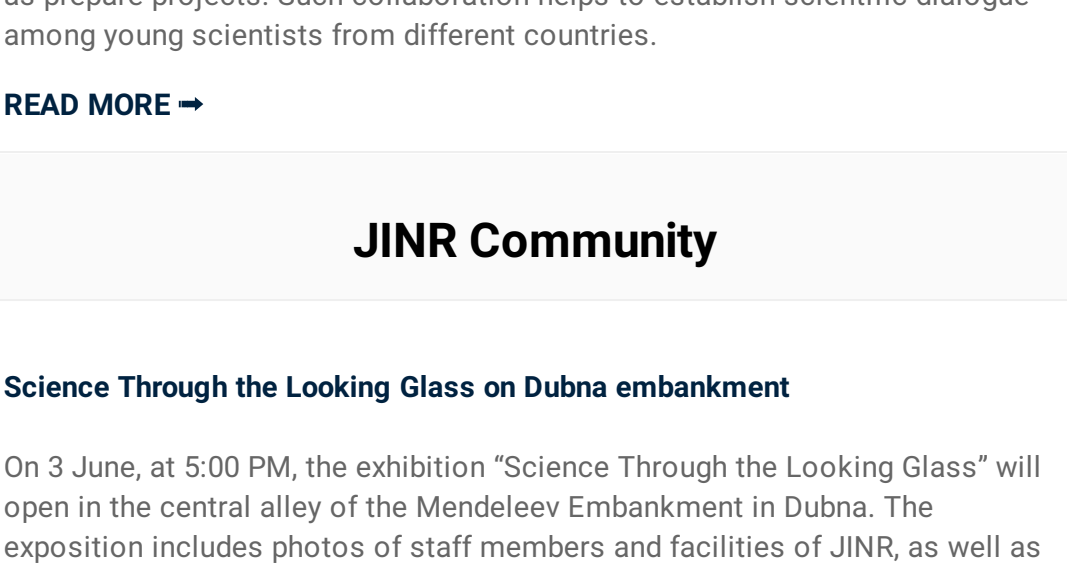 as prepare projects. Such collaboration helps to establish scientific dialogue
among young scientists from different countries.
READ MORE ➟
JINR Community
Science Through the Looking Glass on Dubna embankment
On 3 June, at 5:00 PM, the exhibition “Science Through the Looking Glass” will
open in the central alley of the Mendeleev Embankment in Dubna. The
exposition includes photos of staff members and facilities of JINR, as well as